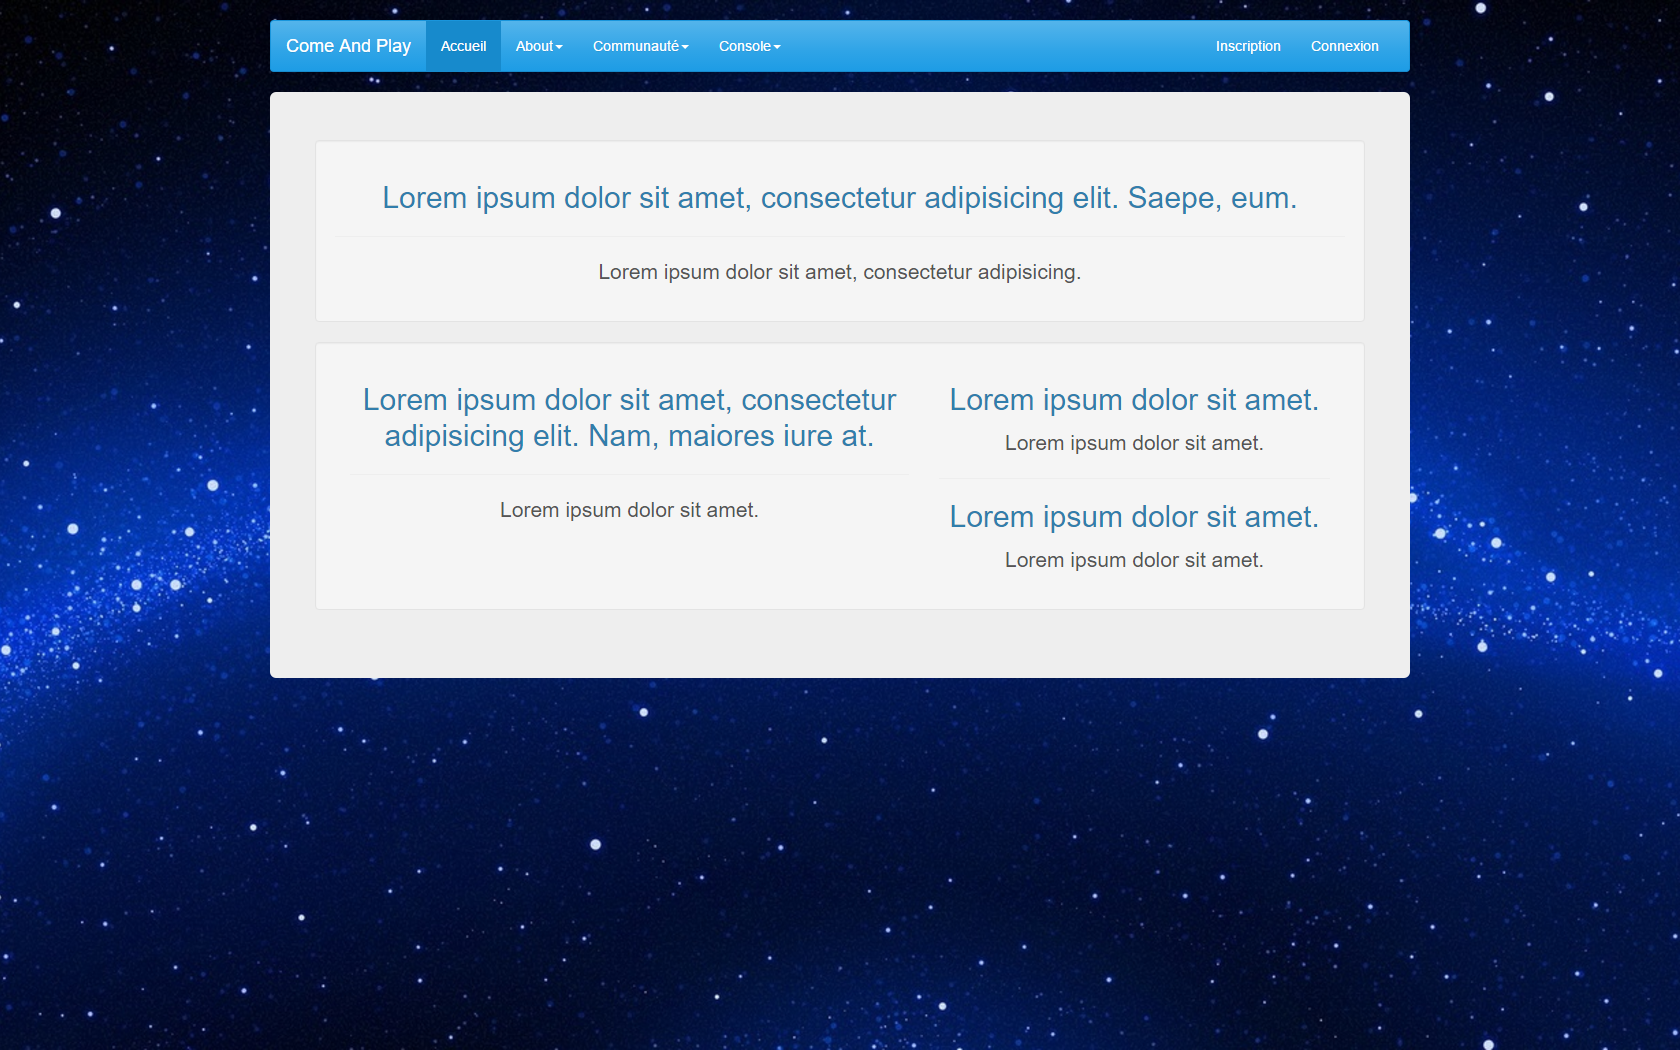 Come And Play Accueil About Communauté Console Inscription Connexion
Lorem ipsum dolor sit amet, consectetur adipisicing elit. Saepe, eum.
Lorem ipsum dolor sit amet, consectetur adipisicing.
Lorem ipsum dolor sit amet, consectetur
adipisicing elit. Nam, maiores iure at.
Lorem ipsum dolor sit amet.
Lorem ipsum dolor sit amet.
Lorem ipsum dolor sit amet.
Lorem ipsum dolor sit amet.
Lorem ipsum dolor sit amet.